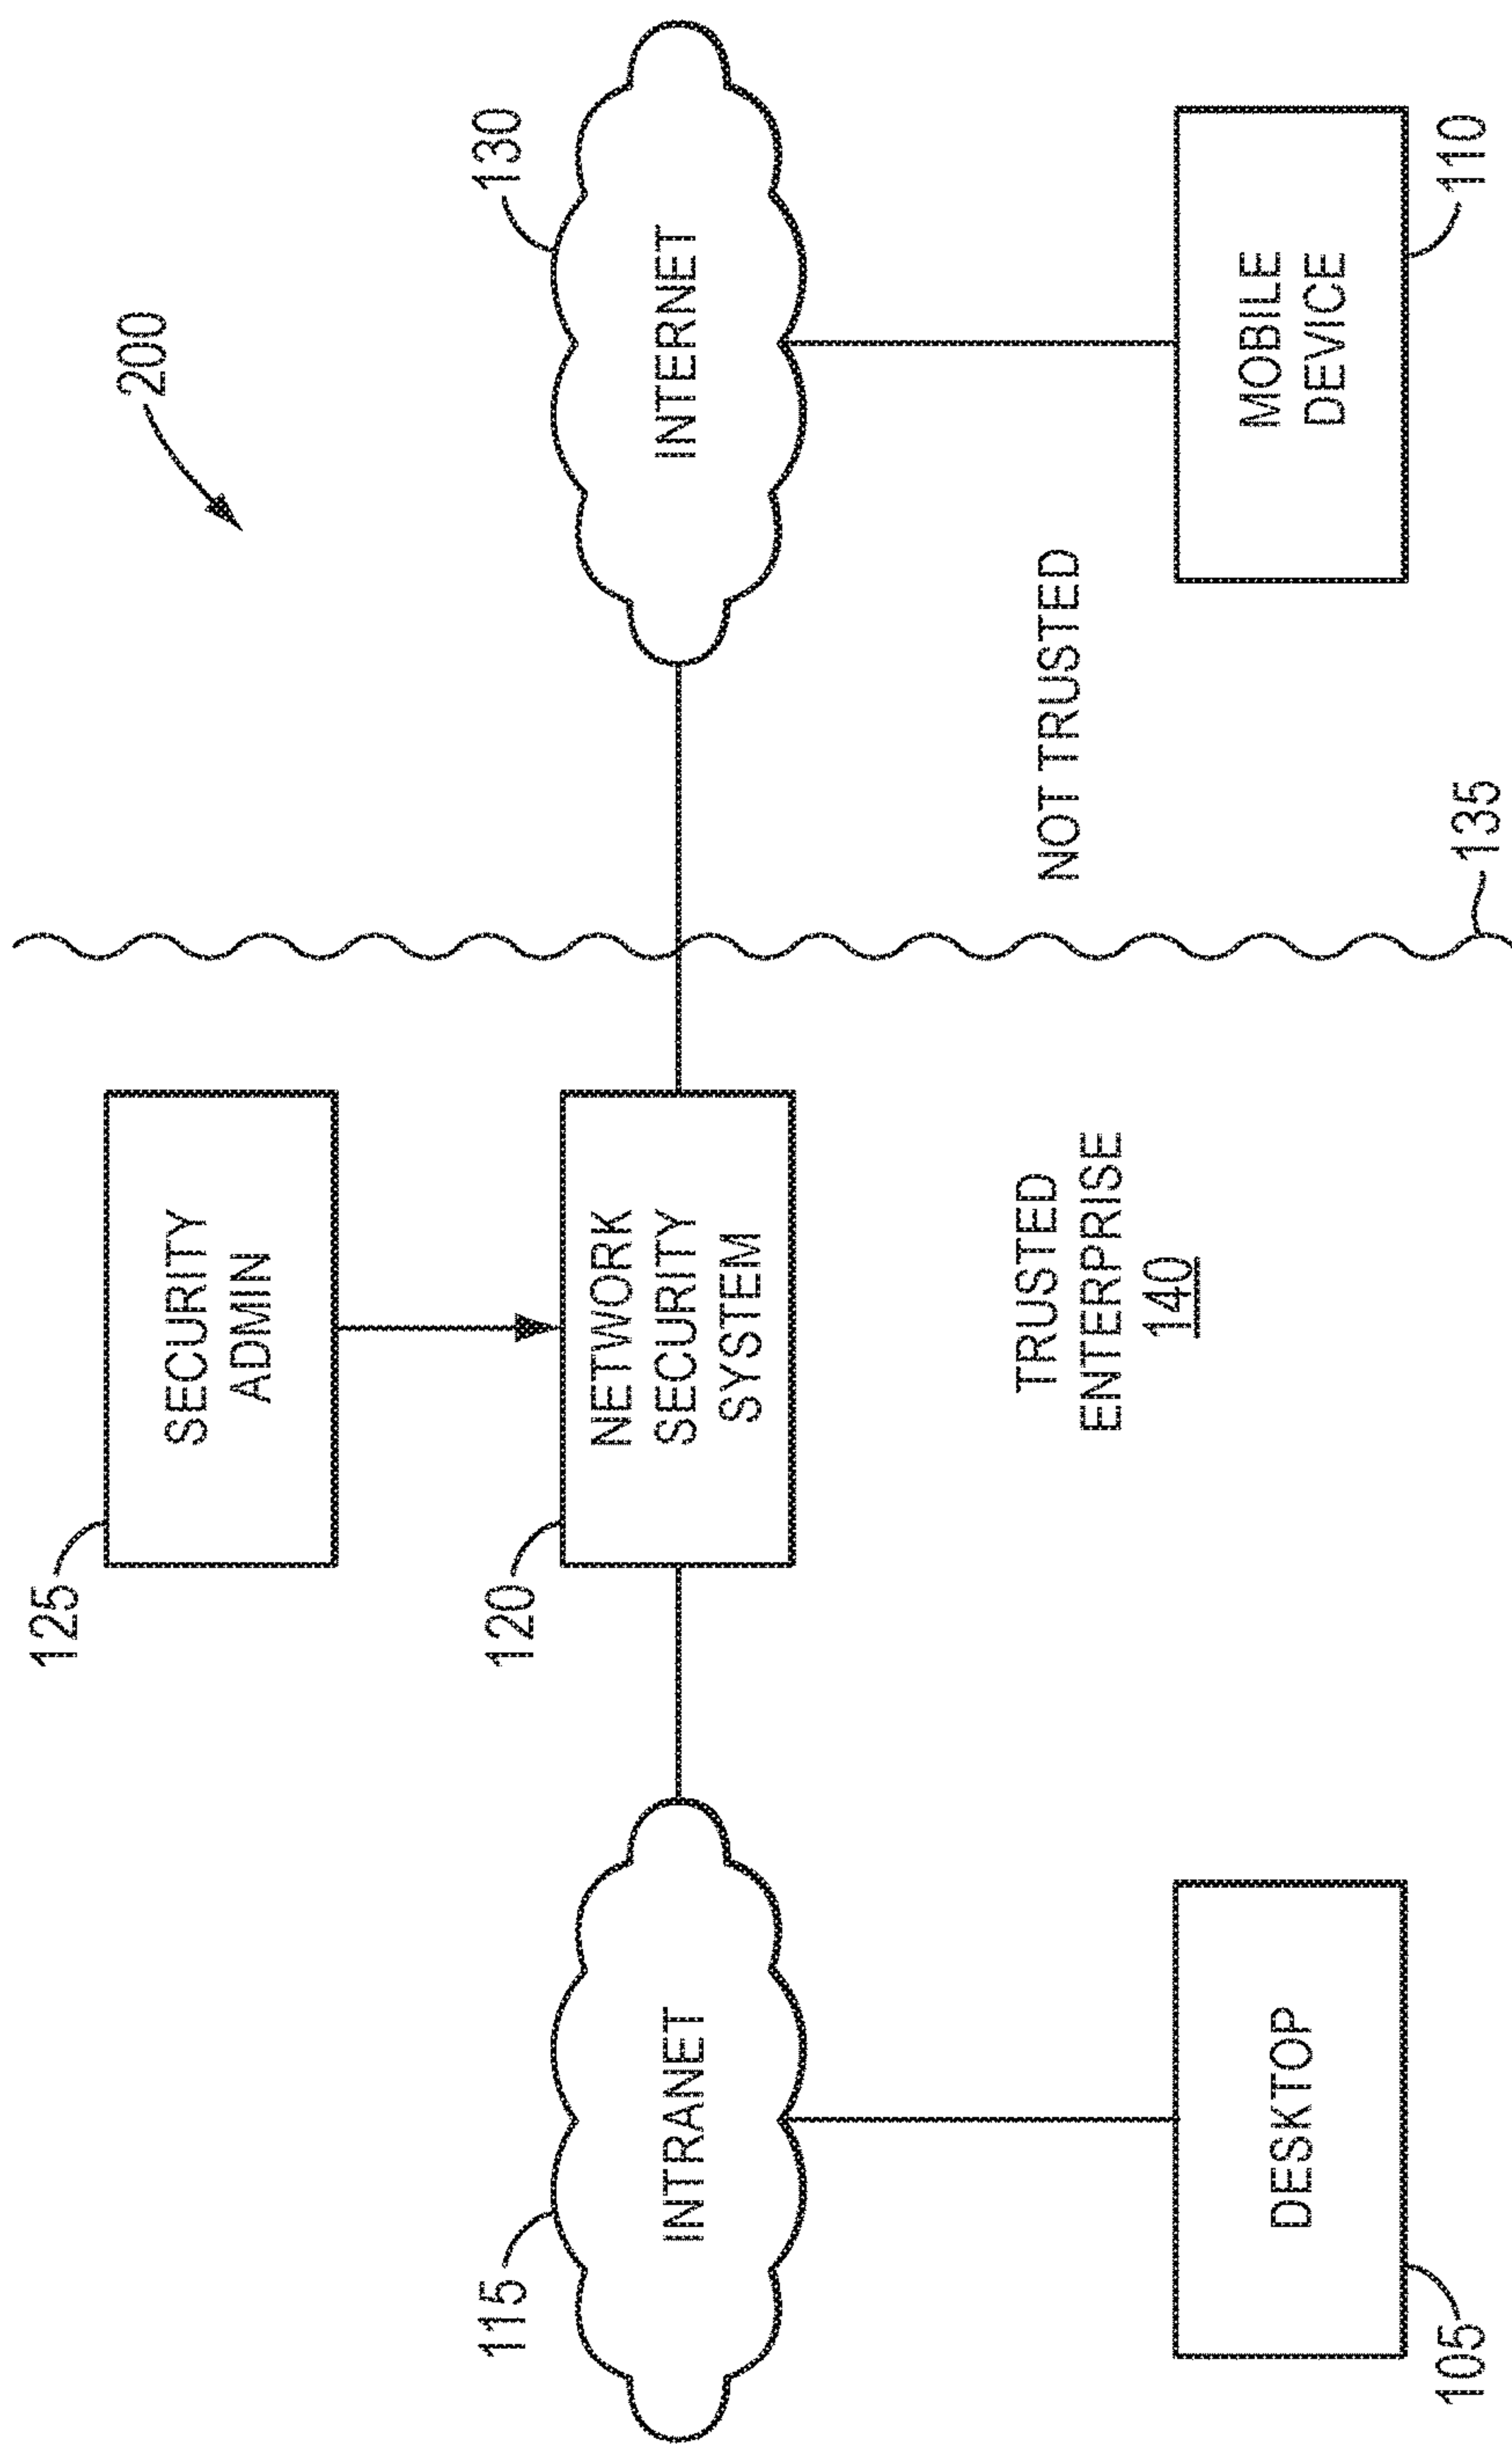 200
125
SECURITY
ADMIN
115
INTRANET
120
NETWORK
SECURITY
SYSTEM
130
INTERNET
TRUSTED
ENTERPRISE
140
NOT TRUSTED
DESKTOP
105
135
MOBILE
DEVICE
110